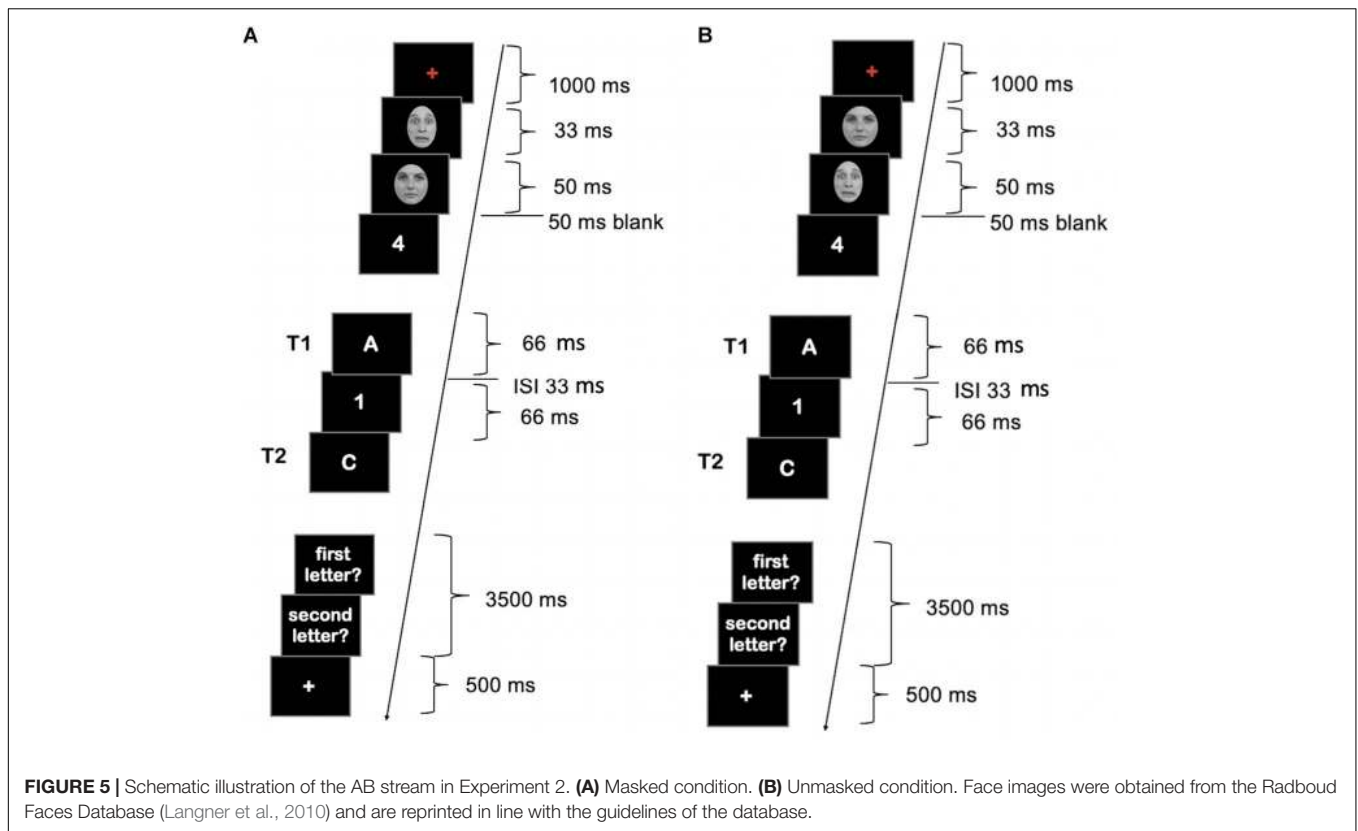 A
+
1000 ms
33 ms
50 ms
50 ms blank
4
T1
A
66 ms
ISI 33 ms
1
66 ms
T2
C
first
letter?
second
letter?
3500 ms
+
500 ms
B
+
1000 ms
33 ms
50 ms
50 ms blank
4
T1
A
66 ms
ISI 33 ms
1
66 ms
T2
C
first
letter?
second
letter?
3500 ms
+
500 ms
FIGURE 5 | Schematic illustration of the AB stream in Experiment 2. (A) Masked condition. (B) Unmasked condition. Face images were obtained from the Radboud
Faces Database (Langner et al., 2010) and are reprinted in line with the guidelines of the database.